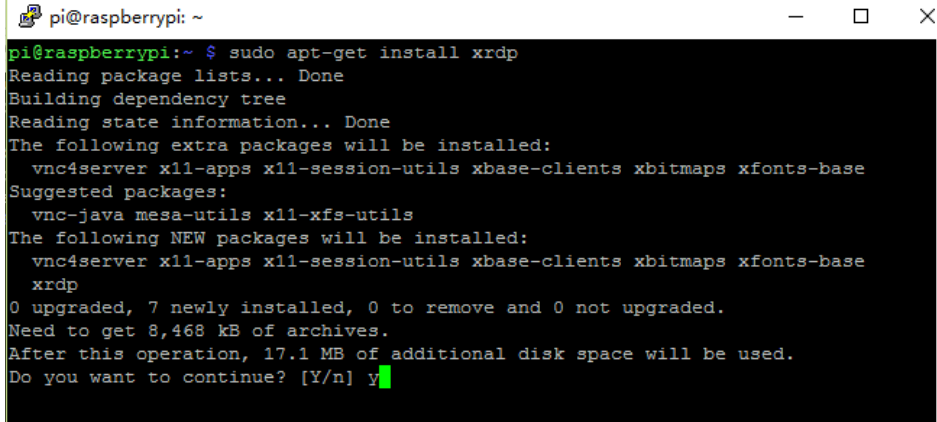 pi@raspberrypi: ~
pi@raspberrypi:~ $ sudo apt-get install xrdp
Reading package lists... Done
Building dependency tree
Reading state information... Done
The following extra packages will be installed:
  vnc4server x11-apps x11-session-utils xbase-clients xbitmaps xfonts-base
Suggested packages:
  vnc-java mesa-utils x11-xfs-utils
The following NEW packages will be installed:
  vnc4server x11-apps x11-session-utils xbase-clients xbitmaps xfonts-base
  xrdp
0 upgraded, 7 newly installed, 0 to remove and 0 not upgraded.
Need to get 8,468 kB of archives.
After this operation, 17.1 MB of additional disk space will be used.
Do you want to continue? [Y/n] y